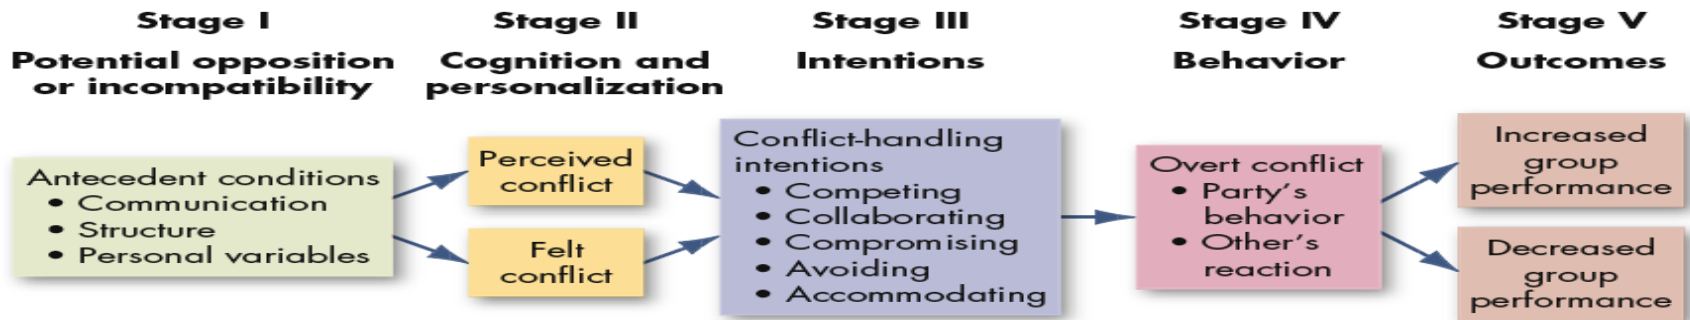 Stage I
Potential opposition
or incompatibility
Antecedent conditions
• Communication
• Structure
• Personal variables
Stage II
Cognition and
personalization
Perceived
conflict
Felt
conflict
Stage III
Intentions
Conflict-handling
intentions
• Competing
• Collaborating
• Compromising
• Avoiding
• Accommodating
Stage IV
Behavior
Overt conflict
• Party's
behavior
• Other's
reaction
Stage V
Outcomes
Increased
group
performance
Decreased
group
performance